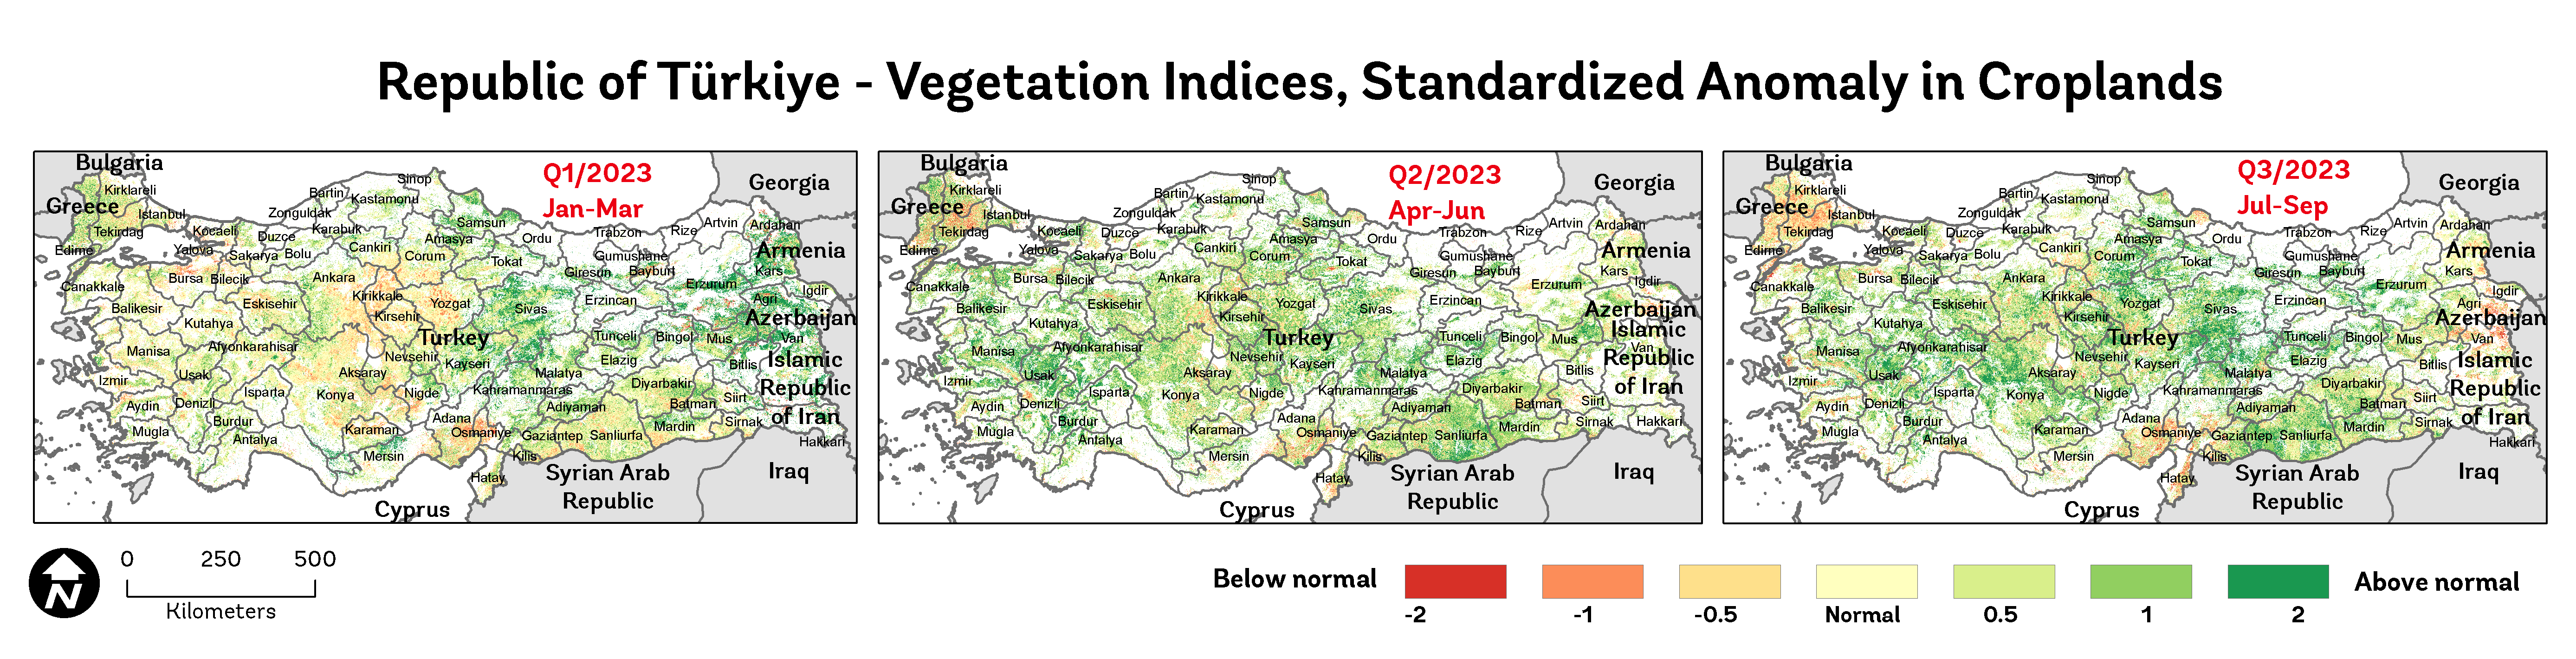 Republic of Türkiye - Vegetation Indices, Standardized Anomaly in Croplands
Bulgaria
Q1/2023
Jan-Mar
Georgia
Sinop
Kirklareli
Bartin
Kastamonu
Greece
Istanbul
Zonguldak
Samsun
Artvin
Ardahan
Tekirdag
Kocaeli
Duzce
Karabuk
Amasya
Ordu
Trabzon
Rize
Edirne
Yalova
Sakarya
Bolu
Cankiri
Corum
Tokat
Gumushane
Armenia
Canakkale
Bursa
Bilecik
Ankara
Giresun
Bayburt
Kars
Erzurum
Igdir
Balikesir
Eskisehir
Kirikkale
Yozgat
Sivas
Erzincan
Agri
Kutahya
Kirsehir
Azerbaijan
Turkey
Tunceli
Bingol
Mus
Van
Manisa
Afyonkarahisar
Nevsehir
Kayseri
Elazig
Bitlis
Islamic
Republic
of Iran
Izmir
Usak
Aksaray
Malatya
Diyarbakir
Isparta
Konya
Nigde
Kahramanmaras
Batman
Siirt
Aydin
Denizli
Adiyaman
Mugla
Burdur
Antalya
Karaman
Adana
Osmaniye
Gaziantep
Sanliurfa
Mardin
Sirnak
Hakkari
Mersin
Kilis
Hatay
Syrian Arab
Republic
Iraq
Cyprus
Bulgaria
Q2/2023
Apr-Jun
Georgia
Sinop
Kirklareli
Bartin
Kastamonu
Greece
Istanbul
Zonguldak
Samsun
Artvin
Ardahan
Tekirdag
Kocaeli
Duzce
Karabuk
Amasya
Ordu
Trabzon
Rize
Edirne
Yalova
Sakarya
Bolu
Cankiri
Corum
Tokat
Gumushane
Armenia
Canakkale
Bursa
Bilecik
Ankara
Giresun
Bayburt
Kars
Erzurum
Igdir
Balikesir
Eskisehir
Kirikkale
Yozgat
Sivas
Erzincan
Azerbaijan
Kutahya
Kirsehir
Turkey
Tunceli
Bingol
Mus
Van
Islamic
Republic
of Iran
Manisa
Afyonkarahisar
Nevsehir
Kayseri
Elazig
Bitlis
Izmir
Usak
Aksaray
Malatya
Diyarbakir
Isparta
Konya
Nigde
Kahramanmaras
Batman
Siirt
Aydin
Denizli
Adiyaman
Mugla
Burdur
Antalya
Karaman
Adana
Osmaniye
Gaziantep
Sanliurfa
Mardin
Sirnak
Hakkari
Mersin
Kilis
Hatay
Syrian Arab
Republic
Iraq
Cyprus
Bulgaria
Q3/2023
Jul-Sep
Georgia
Sinop
Kirklareli
Bartin
Kastamonu
Greece
Istanbul
Zonguldak
Samsun
Artvin
Ardahan
Tekirdag
Kocaeli
Duzce
Karabuk
Amasya
Ordu
Trabzon
Rize
Edirne
Yalova
Sakarya
Bolu
Cankiri
Corum
Tokat
Gumushane
Armenia
Canakkale
Bursa
Bilecik
Ankara
Giresun
Bayburt
Kars
Erzurum
Igdir
Balikesir
Eskisehir
Kirikkale
Yozgat
Sivas
Erzincan
Agri
Kutahya
Kirsehir
Azerbaijan
Turkey
Tunceli
Bingol
Mus
Van
Manisa
Afyonkarahisar
Nevsehir
Kayseri
Elazig
Bitlis
Islamic
Republic
of Iran
Izmir
Usak
Aksaray
Malatya
Diyarbakir
Isparta
Konya
Nigde
Kahramanmaras
Batman
Siirt
Aydin
Denizli
Adiyaman
Mugla
Burdur
Antalya
Karaman
Adana
Osmaniye
Gaziantep
Sanliurfa
Mardin
Sirnak
Hakkari
Mersin
Kilis
Hatay
Syrian Arab
Republic
Iraq
Cyprus
N
0 250 500
Kilometers
Below normal
Above normal
-2 -1 -0.5 Normal 0.5 1 2